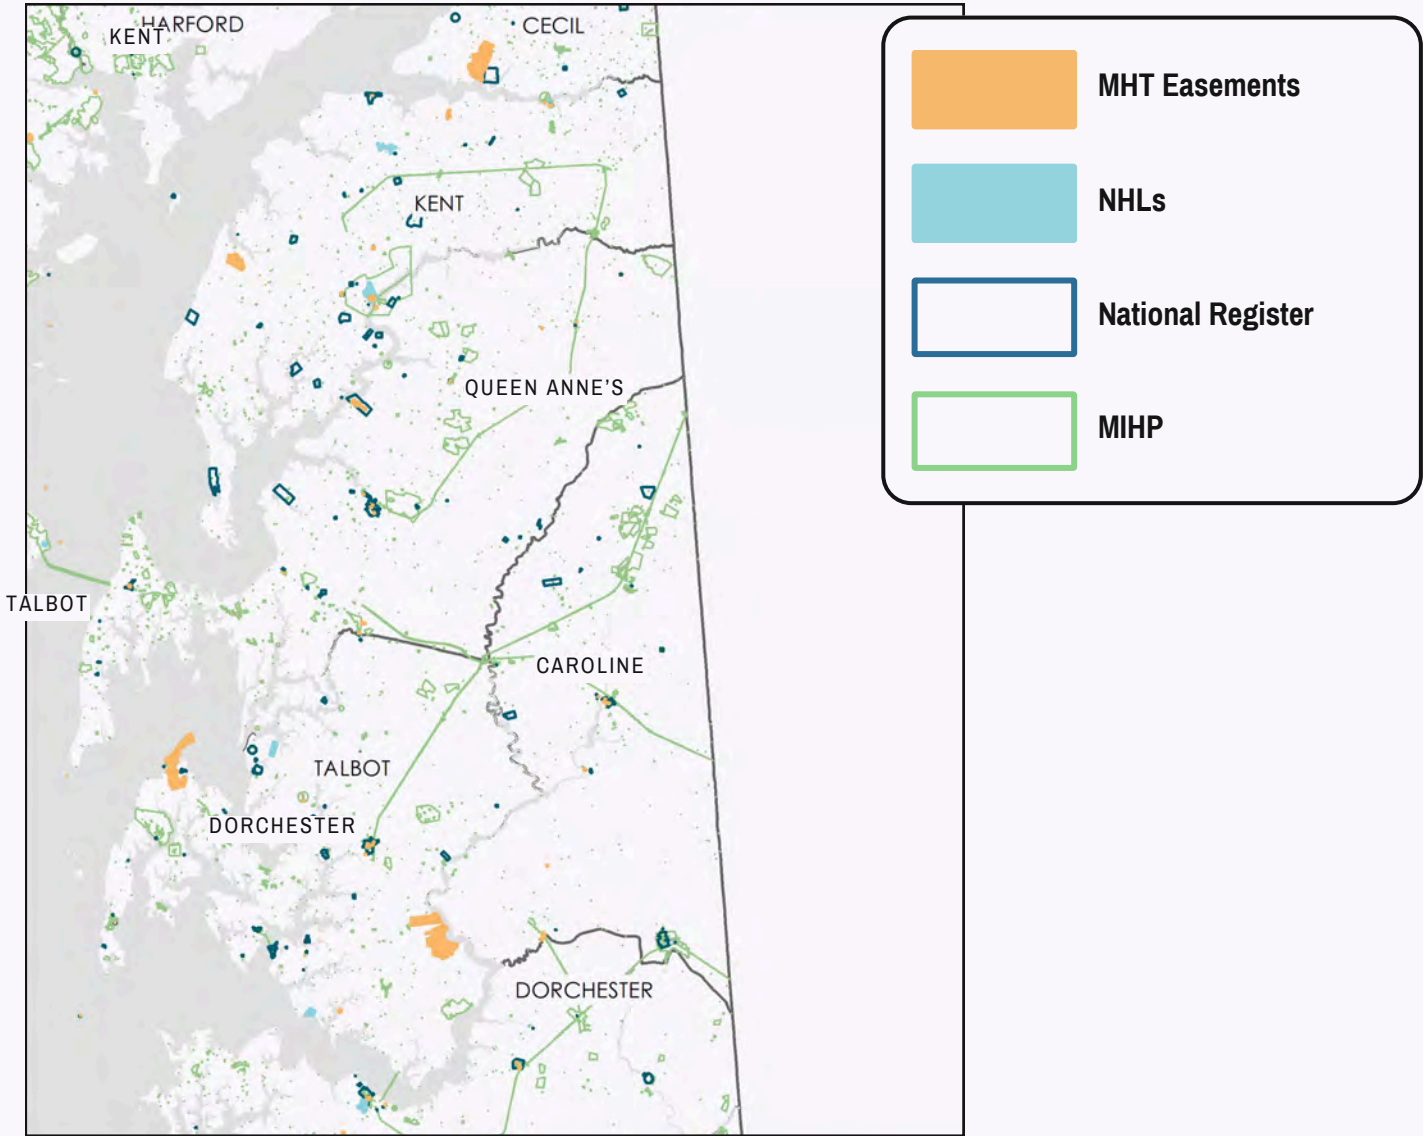 HARFORD
KENT
CECIL
KENT
QUEEN ANNE'S
TALBOT
CAROLINE
TALBOT
DORCHESTER
DORCHESTER
MHT Easements
NHLs
National Register
MIHP